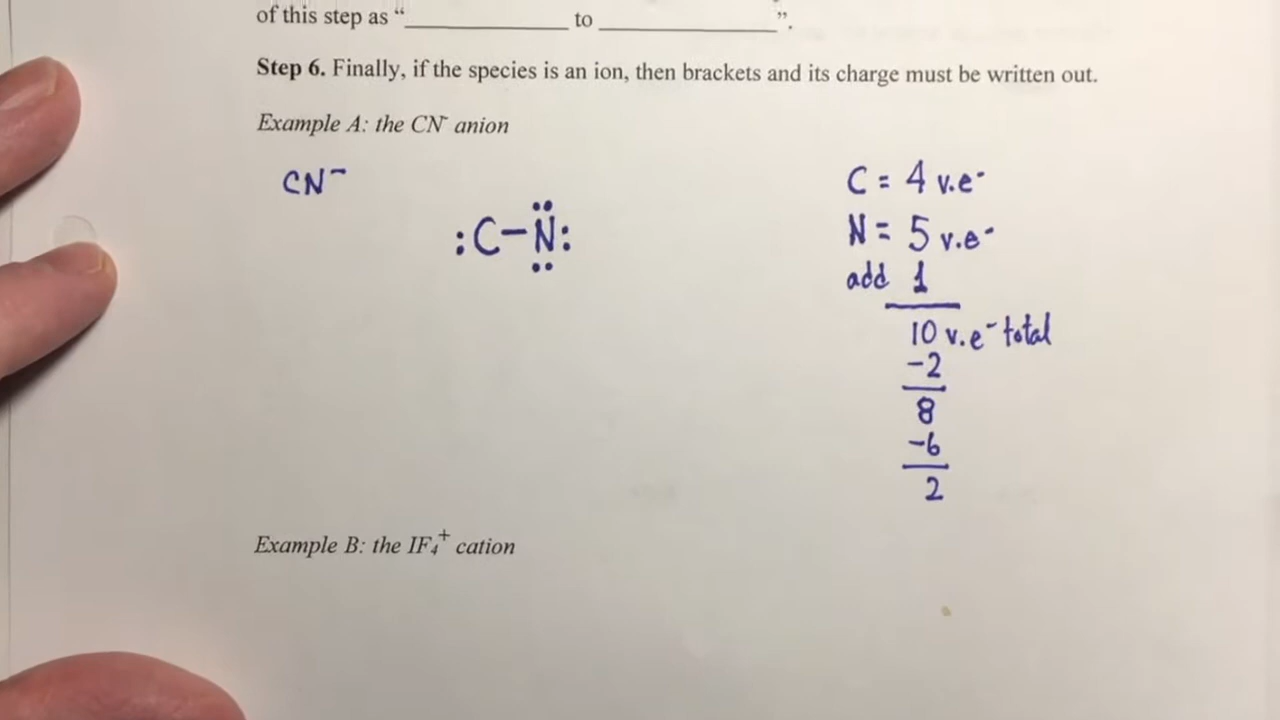 of this step as “______________ to _______________”.
Step 6. Finally, if the species is an ion, then brackets and its charge must be written out.
Example A: the CN⁻ anion
CN⁻
:C–N̈:
¨
C = 4 v.e⁻
N = 5 v.e⁻
add 1
10 v.e⁻ total
-2
8
-6
2
Example B: the IF₄⁺ cation